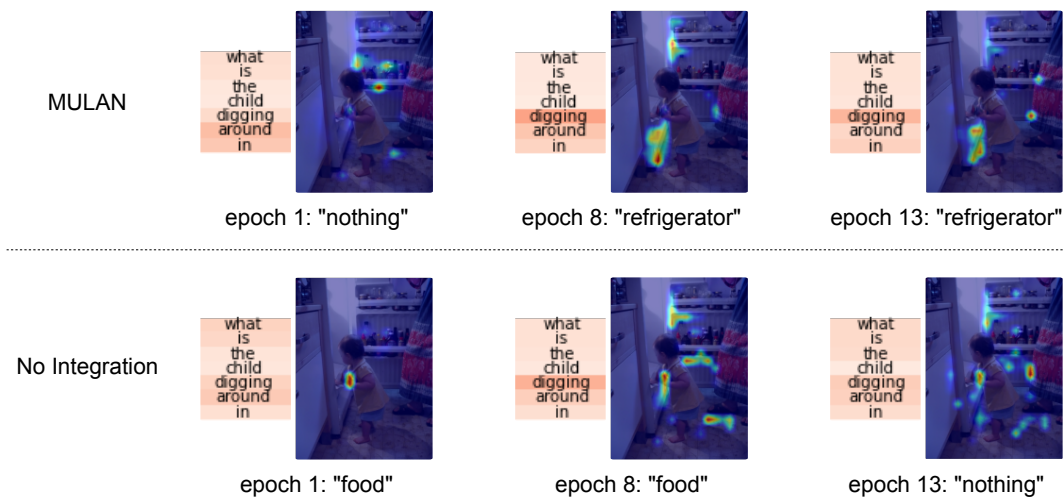 MULAN
what
is
the
child
digging
around
in
epoch 1: "nothing"
what
is
the
child
digging
around
in
epoch 8: "refrigerator"
what
is
the
child
digging
around
in
epoch 13: "refrigerator"
No Integration
what
is
the
child
digging
around
in
epoch 1: "food"
what
is
the
child
digging
around
in
epoch 8: "food"
what
is
the
child
digging
around
in
epoch 13: "nothing"